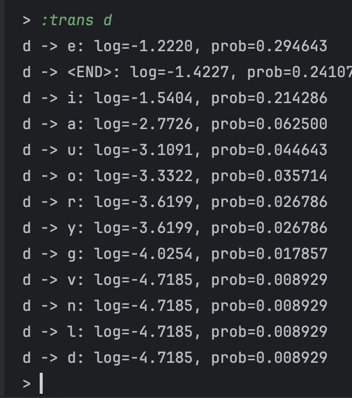 > :trans d
d -> e: log=-1.2220, prob=0.294643
d -> <END>: log=-1.4227, prob=0.24107
d -> i: log=-1.5404, prob=0.214286
d -> a: log=-2.7726, prob=0.062500
d -> u: log=-3.1091, prob=0.044643
d -> o: log=-3.3322, prob=0.035714
d -> r: log=-3.6199, prob=0.026786
d -> y: log=-3.6199, prob=0.026786
d -> g: log=-4.0254, prob=0.017857
d -> v: log=-4.7185, prob=0.008929
d -> n: log=-4.7185, prob=0.008929
d -> l: log=-4.7185, prob=0.008929
d -> d: log=-4.7185, prob=0.008929
>